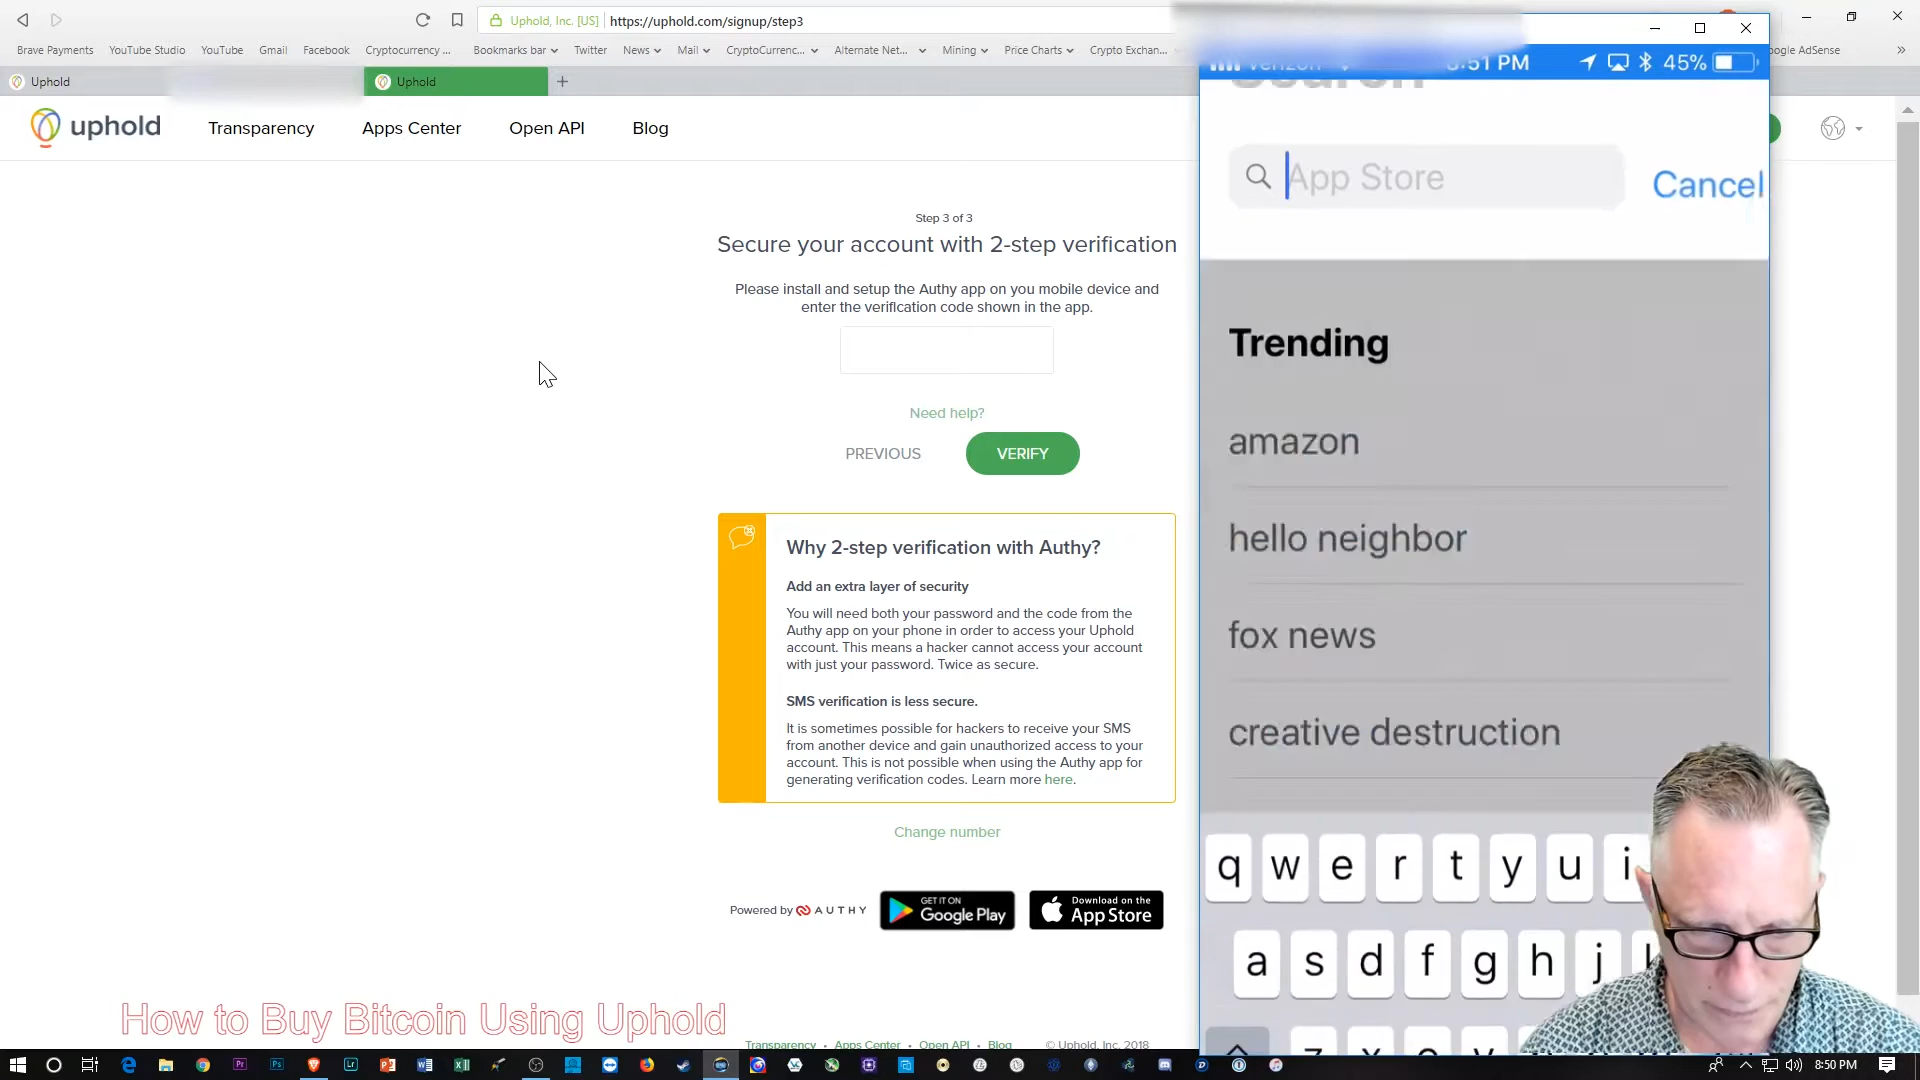 Uphold, Inc. [US] https://uphold.com/signup/step3
Brave Payments YouTube Studio YouTube Gmail Facebook Cryptocurrency ... Bookmarks bar Twitter News Mail CryptoCurrenc... Alternate Net... Mining Price Charts Crypto Exchan... oogle AdSense
Uphold
Uphold
uphold Transparency Apps Center Open API Blog
Step 3 of 3
Secure your account with 2-step verification
Please install and setup the Authy app on you mobile device and
enter the verification code shown in the app.
Need help?
PREVIOUS VERIFY
Why 2-step verification with Authy?
Add an extra layer of security
You will need both your password and the code from the
Authy app on your phone in order to access your Uphold
account. This means a hacker cannot access your account
with just your password. Twice as secure.
SMS verification is less secure.
It is sometimes possible for hackers to receive your SMS
from another device and gain unauthorized access to your
account. This is not possible when using the Authy app for
generating verification codes. Learn more here.
Change number
Powered by AUTHY GET IT ON Google Play Download on the App Store
Transparency • Apps Center • Open API • Blog © Uphold, Inc. 2018
How to Buy Bitcoin Using Uphold
8:51 PM 45%
Search
App Store Cancel
Trending
amazon
hello neighbor
fox news
creative destruction
q w e r t y u i
a s d f g h j
8:50 PM